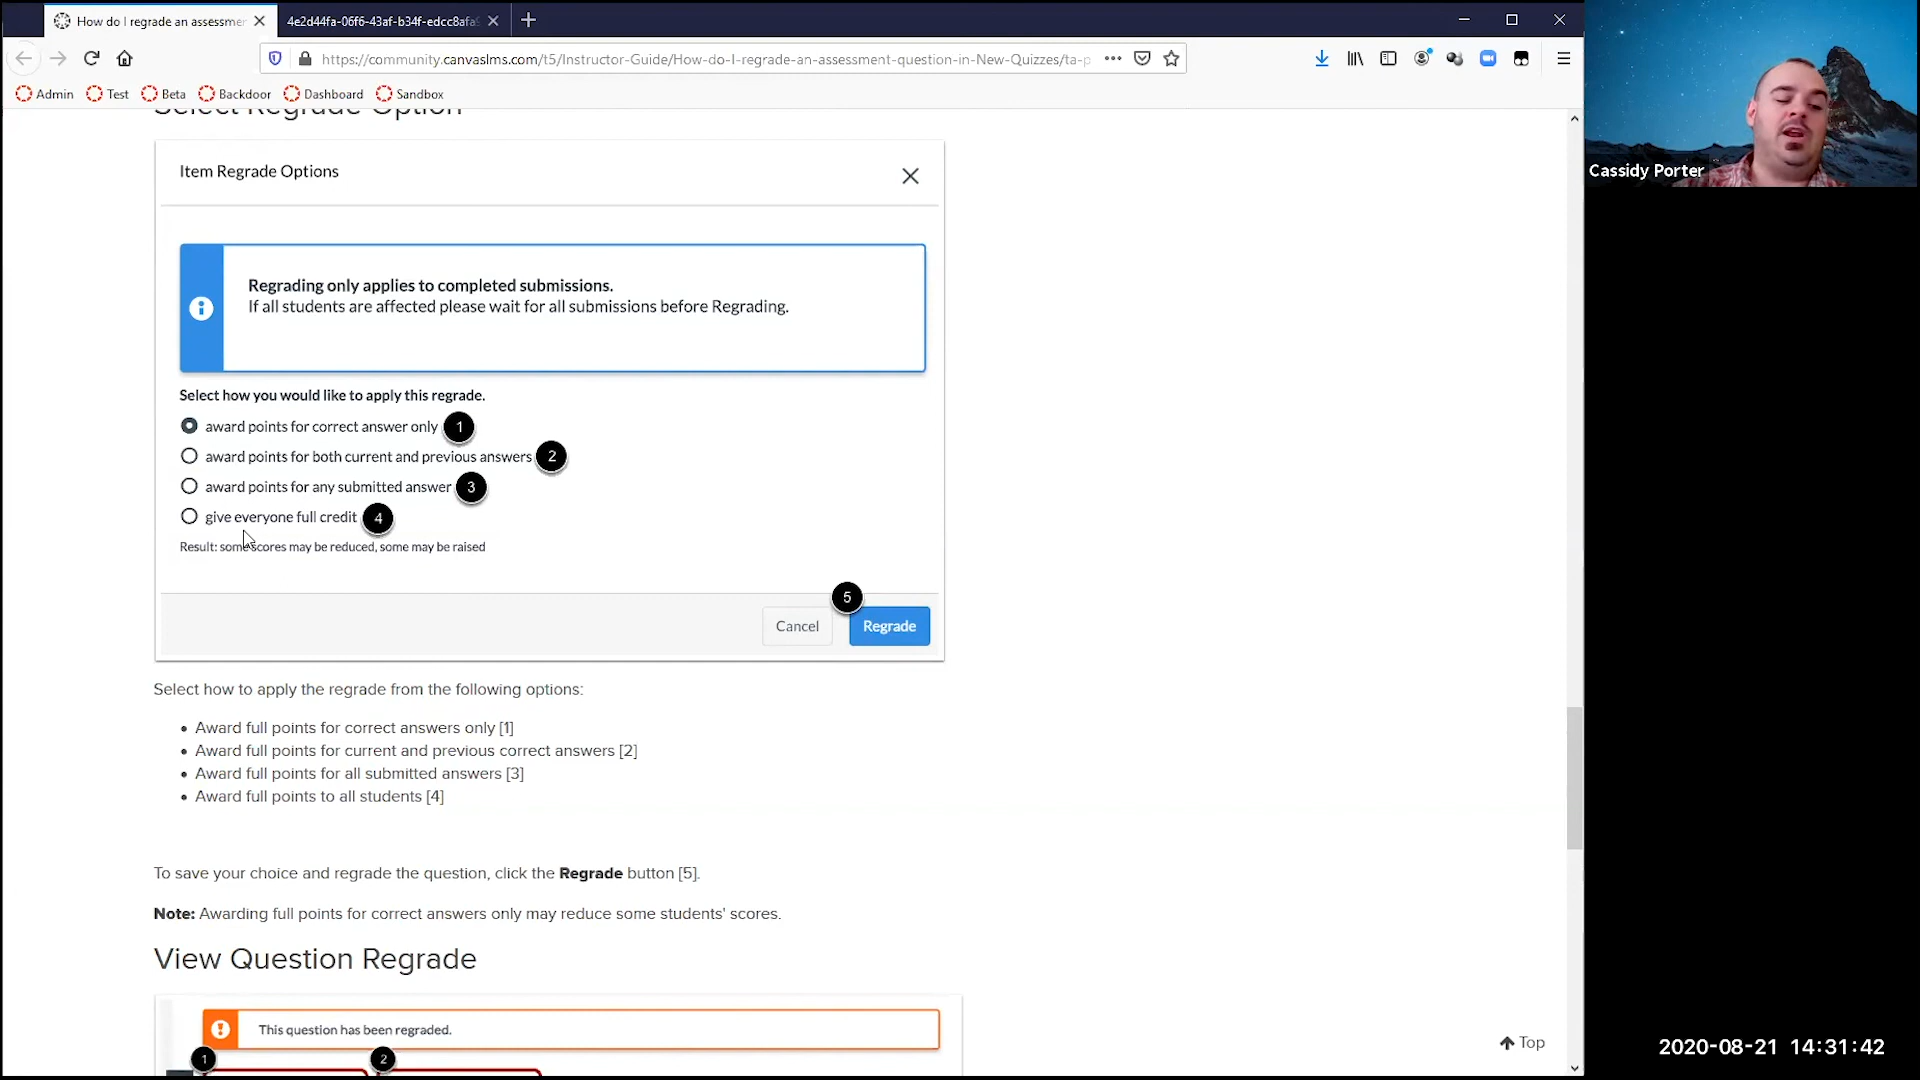 How do I regrade an assessmen
4e2d44fa-06f6-43af-b34f-edcc8afa
https://community.canvaslms.com/t5/Instructor-Guide/How-do-I-regrade-an-assessment-question-in-New-Quizzes/ta-p
Admin Test Beta Backdoor Dashboard Sandbox
Select Regrade Option
Item Regrade Options
Regrading only applies to completed submissions.
If all students are affected please wait for all submissions before Regrading.
Select how you would like to apply this regrade.
award points for correct answer only 1
award points for both current and previous answers 2
award points for any submitted answer 3
give everyone full credit 4
Result: some scores may be reduced, some may be raised
5
Cancel Regrade
Select how to apply the regrade from the following options:
• Award full points for correct answers only [1]
• Award full points for current and previous correct answers [2]
• Award full points for all submitted answers [3]
• Award full points to all students [4]
To save your choice and regrade the question, click the Regrade button [5].
Note: Awarding full points for correct answers only may reduce some students' scores.
View Question Regrade
This question has been regraded.
1 2
Top
Cassidy Porter
2020-08-21 14:31:42